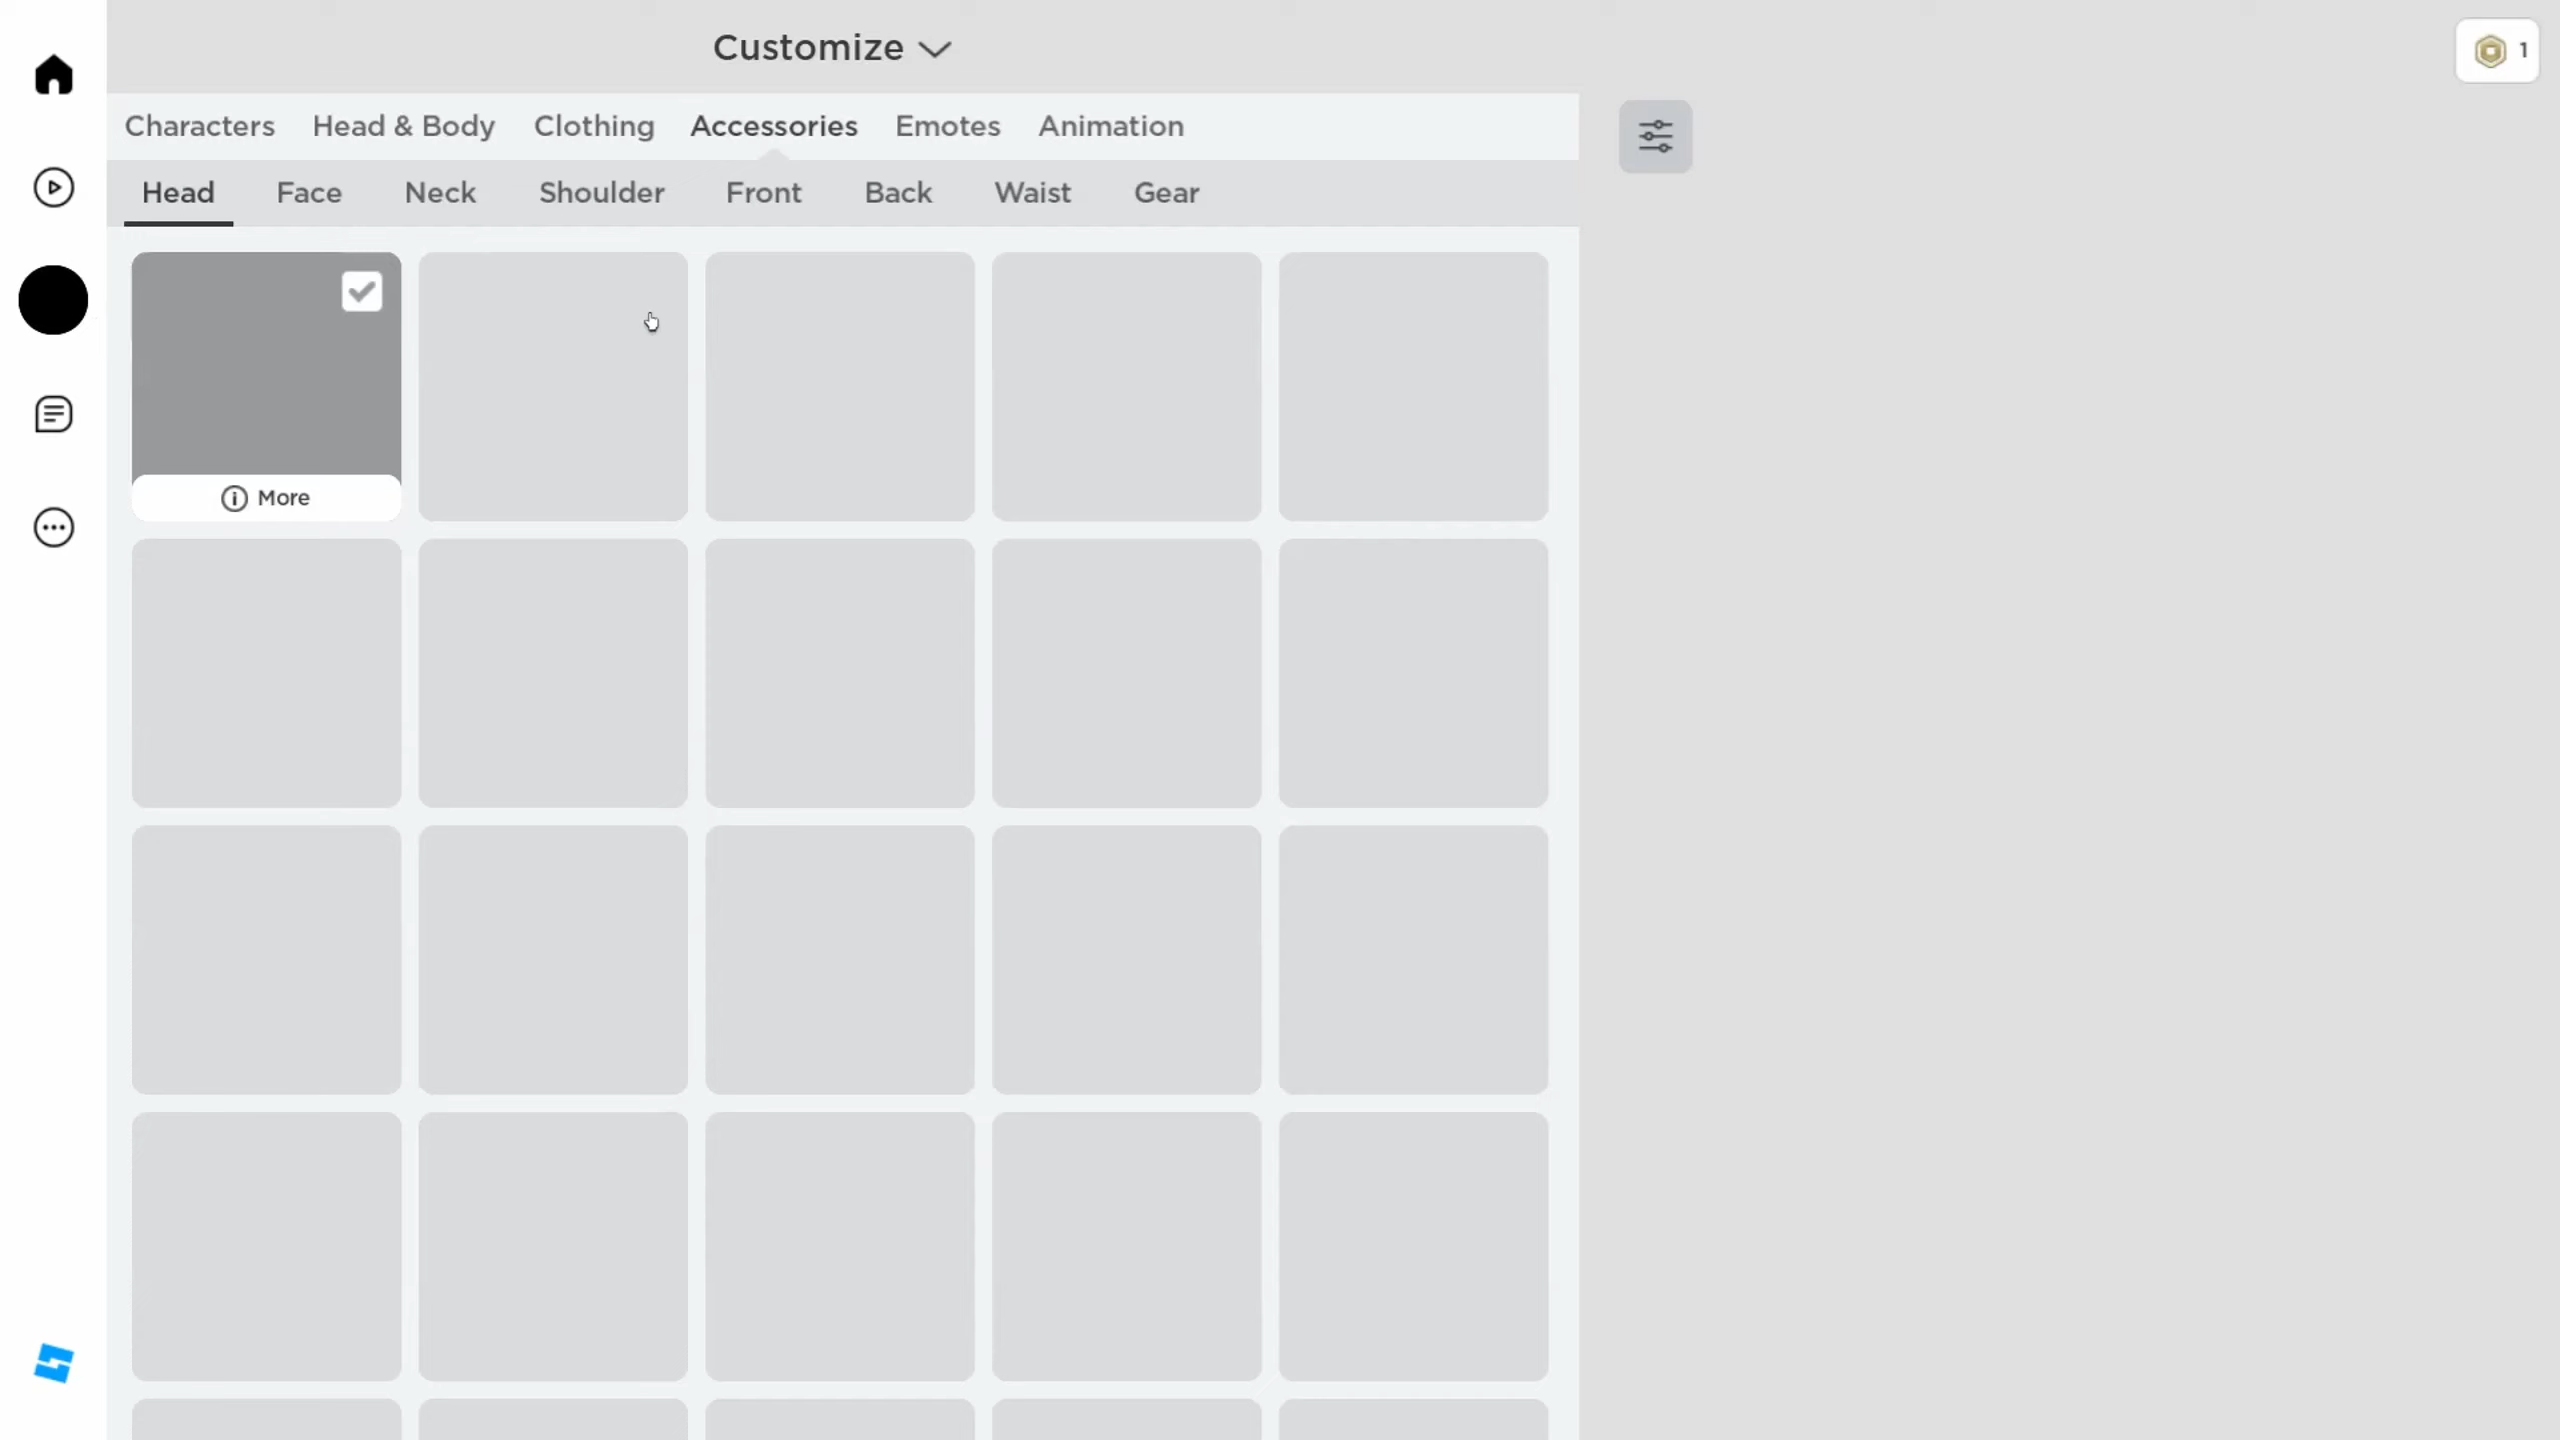 Customize
1
Characters Head & Body Clothing Accessories Emotes Animation
Head Face Neck Shoulder Front Back Waist Gear
More